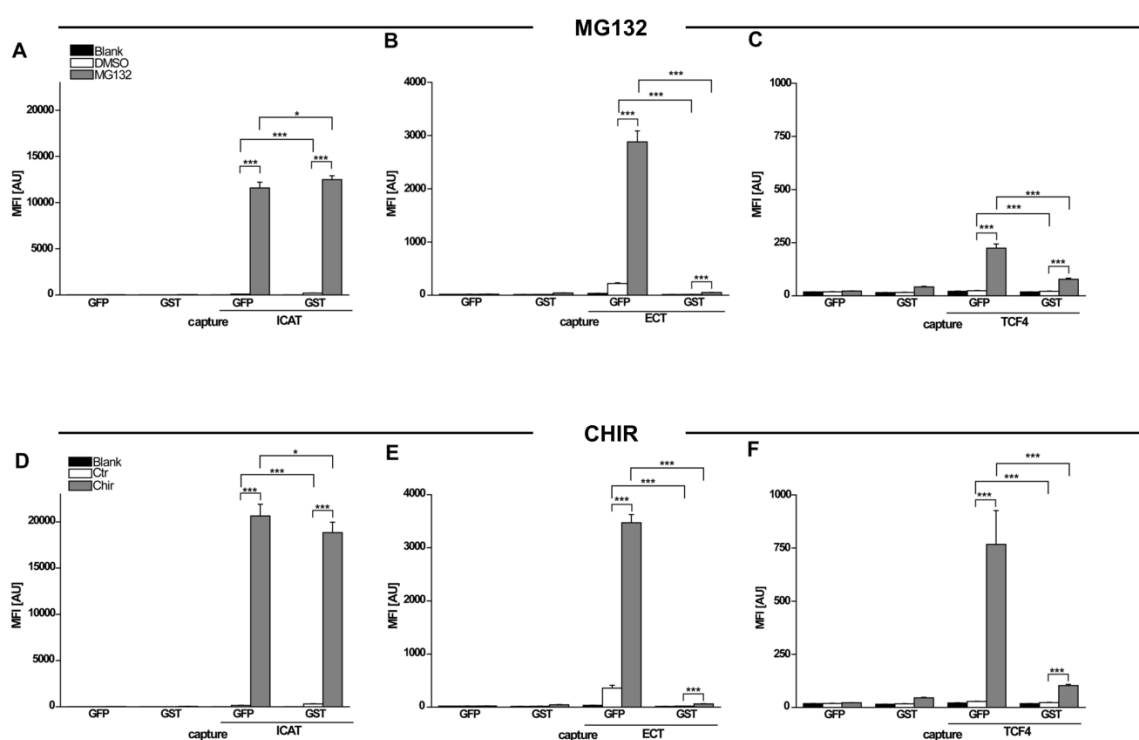 MG132
A
Blank
DMSO
MG132
MFI [AU]
20000
15000
10000
5000
0
*
***
***
***
GFP
GST
GFP
GST
capture
ICAT
B
MFI [AU]
4000
3000
2000
1000
0
***
***
***
***
GFP
GST
GFP
GST
capture
ECT
C
MFI [AU]
1000
750
500
250
0
***
***
***
***
GFP
GST
GFP
GST
capture
TCF4
CHIR
D
Blank
Ctr
Chir
MFI [AU]
20000
15000
10000
5000
0
*
***
***
***
GFP
GST
GFP
GST
capture
ICAT
E
MFI [AU]
4000
3000
2000
1000
0
***
***
***
***
GFP
GST
GFP
GST
capture
ECT
F
MFI [AU]
1000
750
500
250
0
***
***
***
***
GFP
GST
GFP
GST
capture
TCF4